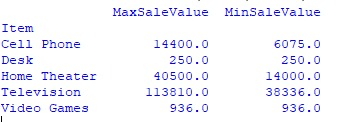 MaxSaleValue MinSaleValue
Item
Cell Phone 14400.0 6075.0
Desk 250.0 250.0
Home Theater 40500.0 14000.0
Television 113810.0 38336.0
Video Games 936.0 936.0